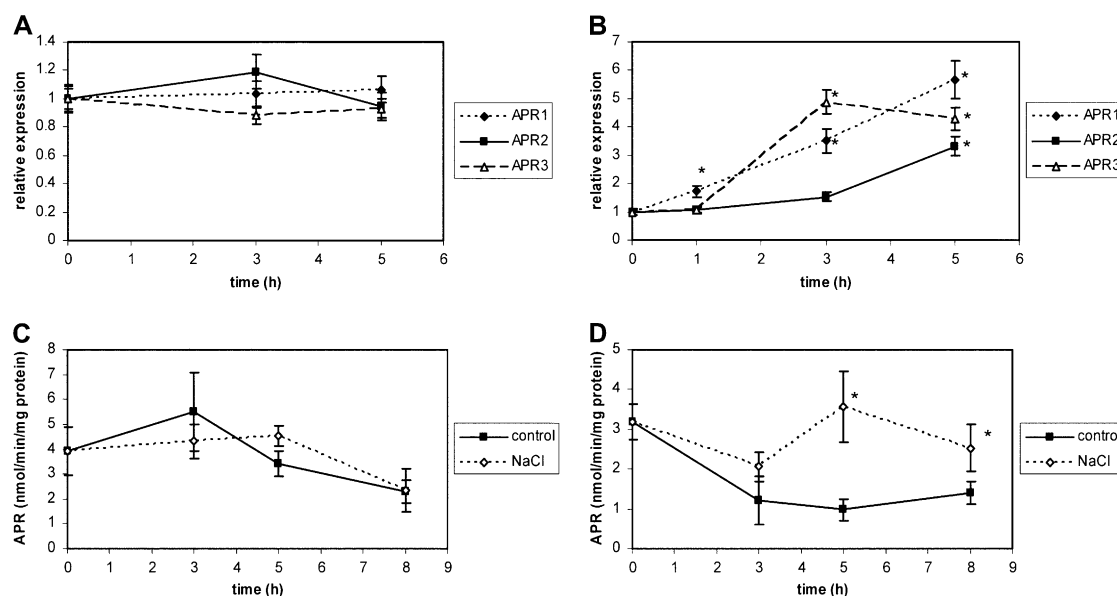 A
1.4
1.2
1
0.8
0.6
0.4
0.2
0
relative expression
0 1 2 3 4 5 6
time (h)
APR1
APR2
APR3
B
7
6
5
4
3
2
1
0
relative expression
*
*
*
*
*
*
0 1 2 3 4 5 6
time (h)
APR1
APR2
APR3
C
8
7
6
5
4
3
2
1
0
APR (nmol/min/mg protein)
0 1 2 3 4 5 6 7 8 9
time (h)
control
NaCl
D
5
4
3
2
1
0
APR (nmol/min/mg protein)
*
*
0 1 2 3 4 5 6 7 8 9
time (h)
control
NaCl